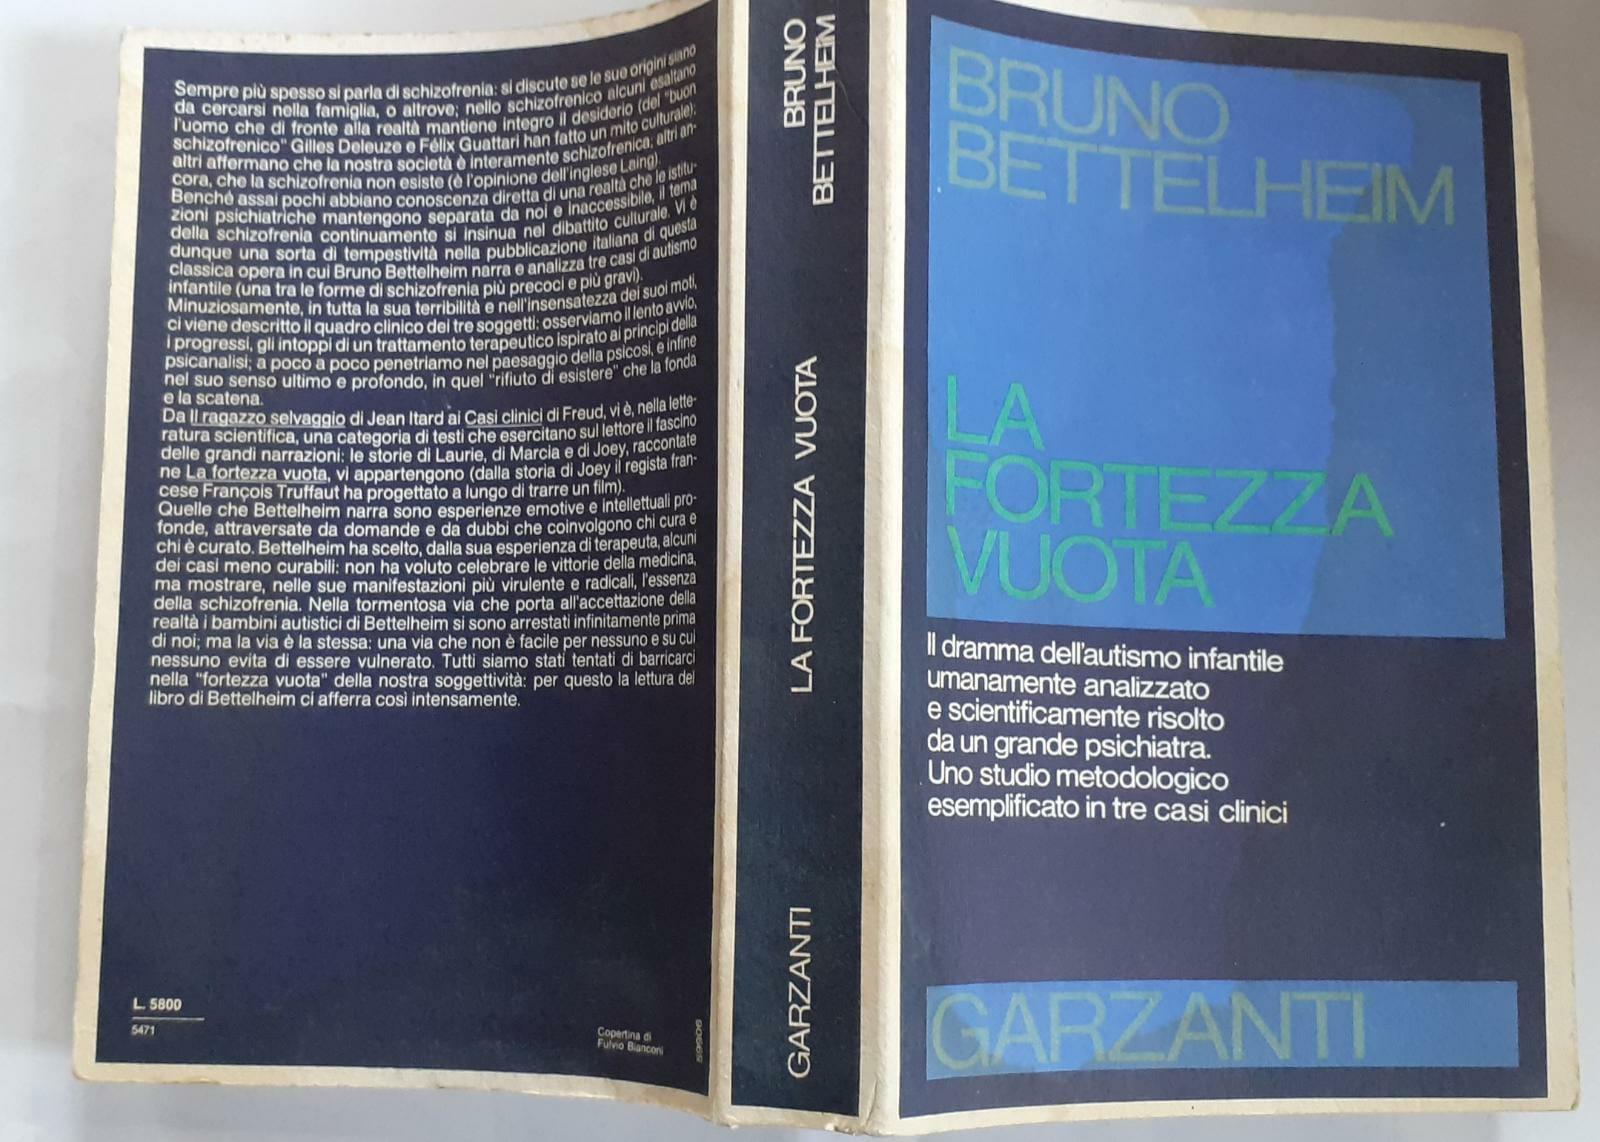 Sempre più spesso si parla di schizofrenia: si discute se le sue origini siano
da cercarsi nella famiglia, o altrove; nello schizofrenico alcuni esaltano
l'uomo che di fronte alla realtà mantiene integro il desiderio (del "buon
schizofrenico" Gilles Deleuze e Félix Guattari han fatto un mito culturale);
altri affermano che la nostra società è interamente schizofrenica; altri an-
cora, che la schizofrenia non esiste (è l'opinione dell'inglese Laing).
Benché assai pochi abbiano conoscenza diretta di una realtà che le istitu-
zioni psichiatriche mantengono separata da noi e inaccessibile, il tema
della schizofrenia continuamente si insinua nel dibattito culturale. Vi è
dunque una sorta di tempestività nella pubblicazione italiana di questa
classica opera in cui Bruno Bettelheim narra e analizza tre casi di autismo
infantile (una tra le forme di schizofrenia più precoci e più gravi).
Minuziosamente, in tutta la sua terribilità e nell'insensatezza dei suoi moti,
ci viene descritto il quadro clinico dei tre soggetti: osserviamo il lento avvio,
i progressi, gli intoppi di un trattamento terapeutico ispirato ai principi della
psicanalisi; a poco a poco penetriamo nel paesaggio della psicosi, e infine
nel suo senso ultimo e profondo, in quel "rifiuto di esistere" che la fonda
e la scatena.
Da Il ragazzo selvaggio di Jean Itard ai Casi clinici di Freud, vi è, nella lette-
ratura scientifica, una categoria di testi che esercitano sul lettore il fascino
delle grandi narrazioni: le storie di Laurie, di Marcia e di Joey, raccontate
ne La fortezza vuota, vi appartengono (dalla storia di Joey il regista fran-
cese François Truffaut ha progettato a lungo di trarre un film).
Quelle che Bettelheim narra sono esperienze emotive e intellettuali pro-
fonde, attraversate da domande e da dubbi che coinvolgono chi cura e
chi è curato. Bettelheim ha scelto, dalla sua esperienza di terapeuta, alcuni
dei casi meno curabili: non ha voluto celebrare le vittorie della medicina,
ma mostrare, nelle sue manifestazioni più virulente e radicali, l'essenza
della schizofrenia. Nella tormentosa via che porta all'accettazione della
realtà i bambini autistici di Bettelheim si sono arrestati infinitamente prima
di noi; ma la via è la stessa: una via che non è facile per nessuno e su cui
nessuno evita di essere vulnerato. Tutti siamo stati tentati di barricarci
nella "fortezza vuota" della nostra soggettività: per questo la lettura del
libro di Bettelheim ci afferra così intensamente.
L. 5800
5471
Copertina di
Fulvio Bianconi
59906
BRUNO
BETTELHEIM
LA FORTEZZA VUOTA
GARZANTI
BRUNO
BETTELHEIM
LA
FORTEZZA
VUOTA
Il dramma dell'autismo infantile
umanamente analizzato
e scientificamente risolto
da un grande psichiatra.
Uno studio metodologico
esemplificato in tre casi clinici
GARZANTI